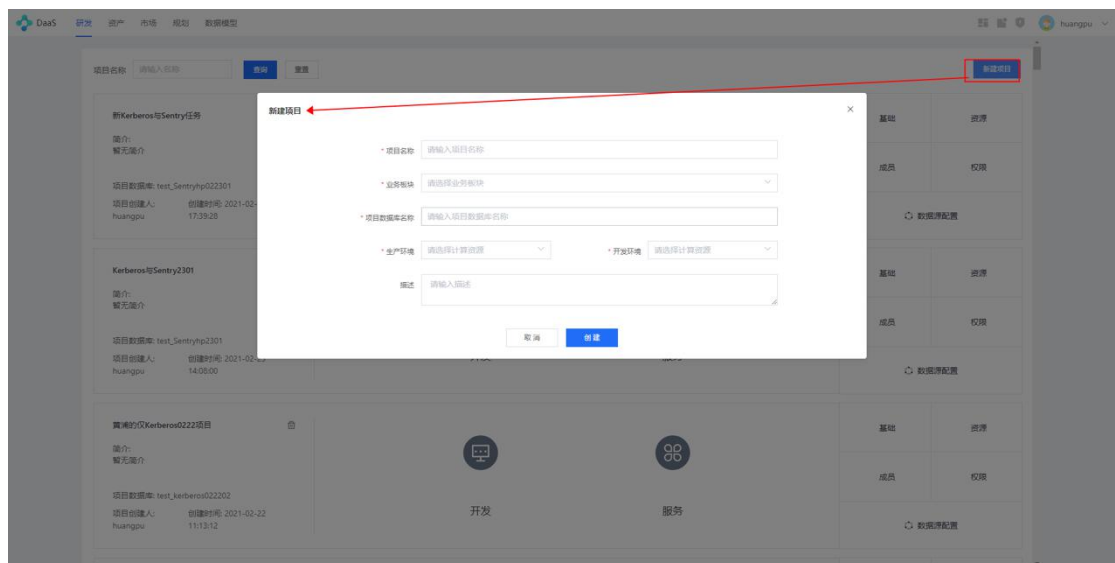 DaaS 研发 资产 市场 规划 数据模型 huangpu
项目名称 请输入名称 查询 重置 新建项目
新Kerberos与Sentry任务
简介:
暂无简介
项目数据库: test_Sentryhp022301
项目创建人: 创建时间: 2021-02-
huangpu 17:39:28
基础 资源
成员 权限
数据源配置
新建项目
* 项目名称 请输入项目名称
* 业务板块 请选择业务板块
* 项目数据库名称 请输入项目数据库名称
* 生产环境 请选择计算资源 * 开发环境 请选择计算资源
描述 请输入描述
取消 创建
Kerberos与Sentry2301
简介:
暂无简介
项目数据库: test_Sentryhp2301
项目创建人: 创建时间: 2021-02-23
huangpu 14:08:00
基础 资源
成员 权限
数据源配置
黄浦的仅Kerberos0222项目
简介:
暂无简介
项目数据库: test_kerberos022202
项目创建人: 创建时间: 2021-02-22
huangpu 11:13:12
开发 服务
基础 资源
成员 权限
数据源配置